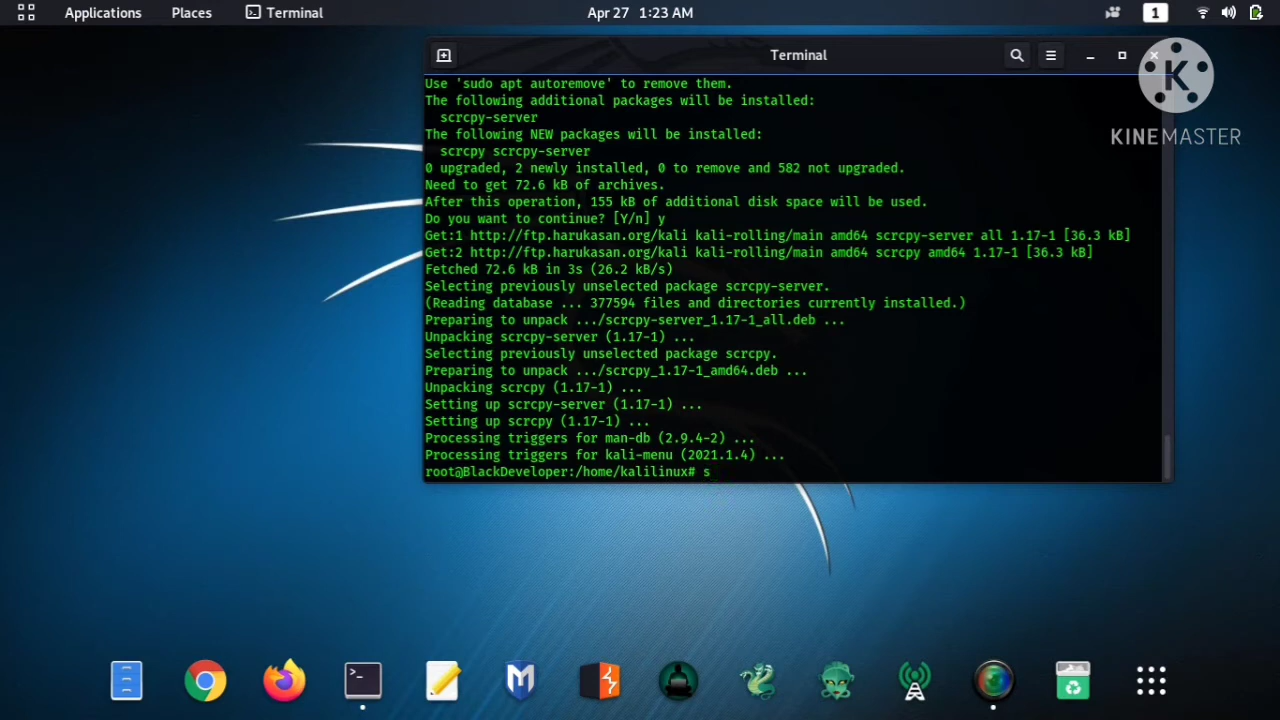 Applications Places Terminal Apr 27 1:23 AM 1
Terminal
KINEMASTER
Use 'sudo apt autoremove' to remove them.
The following additional packages will be installed:
scrcpy-server
The following NEW packages will be installed:
scrcpy scrcpy-server
0 upgraded, 2 newly installed, 0 to remove and 582 not upgraded.
Need to get 72.6 kB of archives.
After this operation, 155 kB of additional disk space will be used.
Do you want to continue? [Y/n] y
Get:1 http://ftp.harukasan.org/kali kali-rolling/main amd64 scrcpy-server all 1.17-1 [36.3 kB]
Get:2 http://ftp.harukasan.org/kali kali-rolling/main amd64 scrcpy amd64 1.17-1 [36.3 kB]
Fetched 72.6 kB in 3s (26.2 kB/s)
Selecting previously unselected package scrcpy-server.
(Reading database ... 377594 files and directories currently installed.)
Preparing to unpack .../scrcpy-server_1.17-1_all.deb ...
Unpacking scrcpy-server (1.17-1) ...
Selecting previously unselected package scrcpy.
Preparing to unpack .../scrcpy_1.17-1_amd64.deb ...
Unpacking scrcpy (1.17-1) ...
Setting up scrcpy-server (1.17-1) ...
Setting up scrcpy (1.17-1) ...
Processing triggers for man-db (2.9.4-2) ...
Processing triggers for kali-menu (2021.1.4) ...
root@BlackDeveloper:/home/kalilinux# s